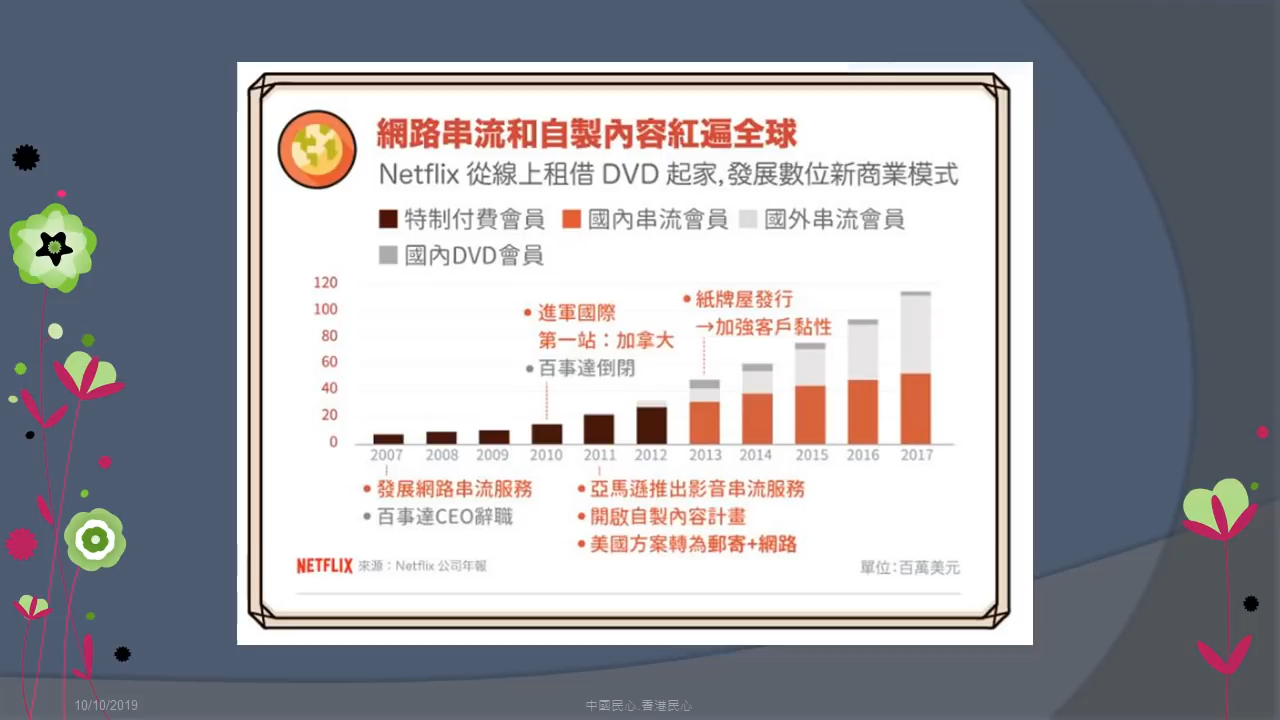 網路串流和自製內容紅遍全球
Netflix 從線上租借 DVD 起家,發展數位新商業模式
特制付費會員 國內串流會員 國外串流會員
國內DVD會員
120
100
80
60
40
20
0
• 進軍國際
第一站：加拿大
• 百事達倒閉
• 紙牌屋發行
→加強客戶黏性
2007 2008 2009 2010 2011 2012 2013 2014 2015 2016 2017
• 發展網路串流服務
• 百事達CEO辭職
• 亞馬遜推出影音串流服務
• 開啟自製內容計畫
• 美國方案轉為郵寄+網路
NETFLIX 來源：Netflix 公司年報
單位：百萬美元
10/10/2019
中國民心.香港民心